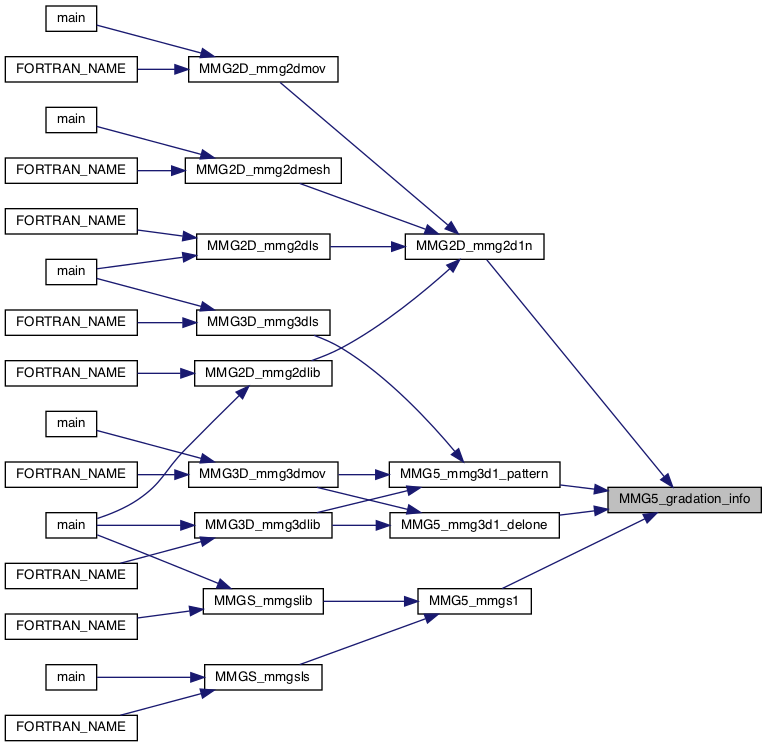 main
FORTRAN_NAME
MMG2D_mmg2dmov
main
FORTRAN_NAME
MMG2D_mmg2dmesh
FORTRAN_NAME
MMG2D_mmg2dls
MMG2D_mmg2d1n
main
FORTRAN_NAME
MMG3D_mmg3dls
FORTRAN_NAME
MMG2D_mmg2dlib
main
FORTRAN_NAME
MMG3D_mmg3dmov
MMG5_mmg3d1_pattern
MMG5_gradation_info
main
MMG3D_mmg3dlib
MMG5_mmg3d1_delone
FORTRAN_NAME
MMGS_mmgslib
MMG5_mmgs1
FORTRAN_NAME
main
MMGS_mmgsls
FORTRAN_NAME